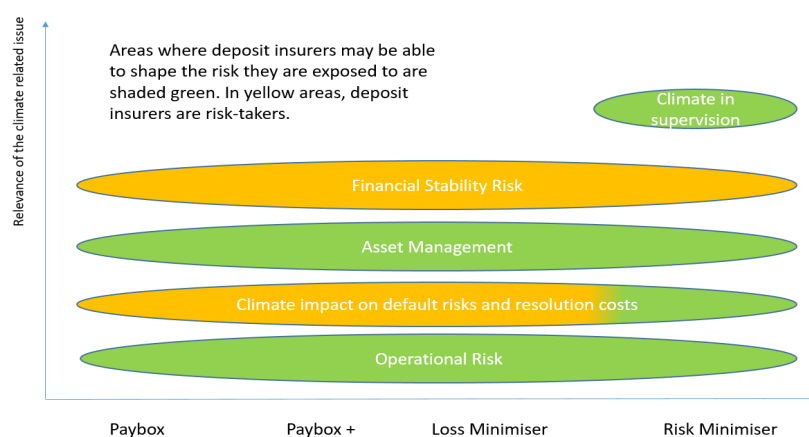 Relevance of the climate related issue
Areas where deposit insurers may be able
to shape the risk they are exposed to are
shaded green. In yellow areas, deposit
insurers are risk-takers.
Climate in
supervision
Financial Stability Risk
Asset Management
Climate impact on default risks and resolution costs
Operational Risk
Paybox
Paybox +
Loss Minimiser
Risk Minimiser